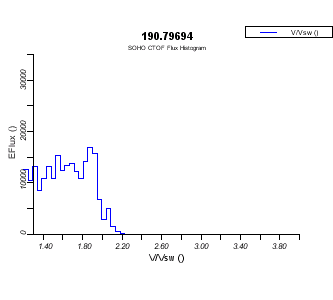 V/Vsw ()
190.79694
SOHO CTOF Flux Histogram
EFlux ()
30000
20000
10000
0
1.40 1.80 2.20 2.60 3.00 3.40 3.80
V/Vsw ()